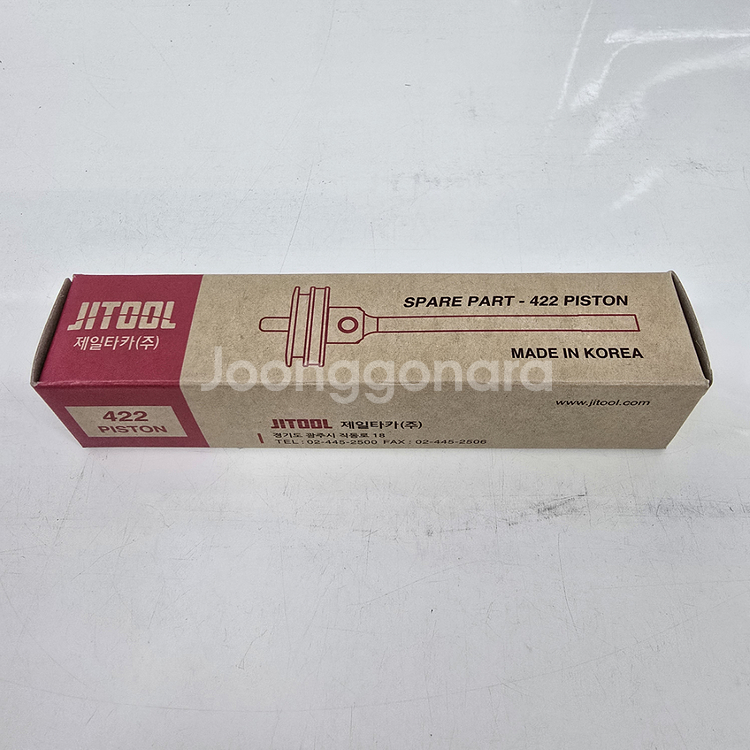 JITOOL
제일타카(주)
SPARE PART - 422 PISTON
MADE IN KOREA
Joonggonara
422
PISTON
JITOOL 제일타카(주)
경기도 광주시 직동로 18
TEL : 02-445-2500 FAX : 02-445-2506
www.jitool.com